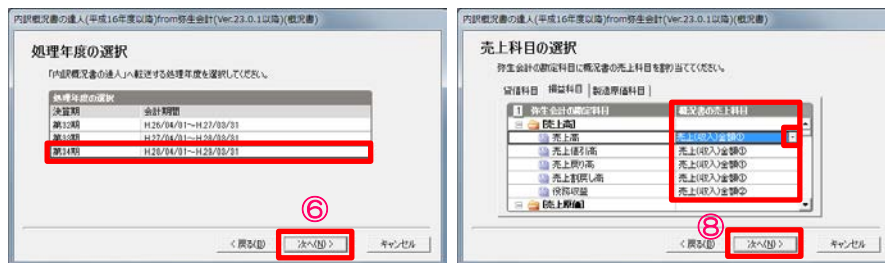 内訳概況書の達人(平成16年度以降)from弥生会計(Ver.23.0.1以降)(概況書)
処理年度の選択
「内訳概況書の達人」へ転送する処理年度を選択してください。
処理年度の選択
決算期 会計期間
第32期 H.26/04/01~H.27/03/31
第33期 H.27/04/01~H.28/03/31
第34期 H.28/04/01~H.29/03/31
⑥
<戻る(B) 次へ(N)> キャンセル
内訳概況書の達人(平成16年度以降)from弥生会計(Ver.23.0.1以降)(概況書)
売上科目の選択
弥生会計の勘定科目に概況書の売上科目を割り当ててください。
貸借科目 損益科目 製造原価科目
1 弥生会計の勘定科目 概況書の売上科目
[売上高]
売上高 売上(収入)金額①
売上値引高 売上(収入)金額①
売上戻り高 売上(収入)金額①
売上割戻し高 売上(収入)金額①
役務収益 売上(収入)金額①
[売上原価]
⑧
<戻る(B) 次へ(N)> キャンセル